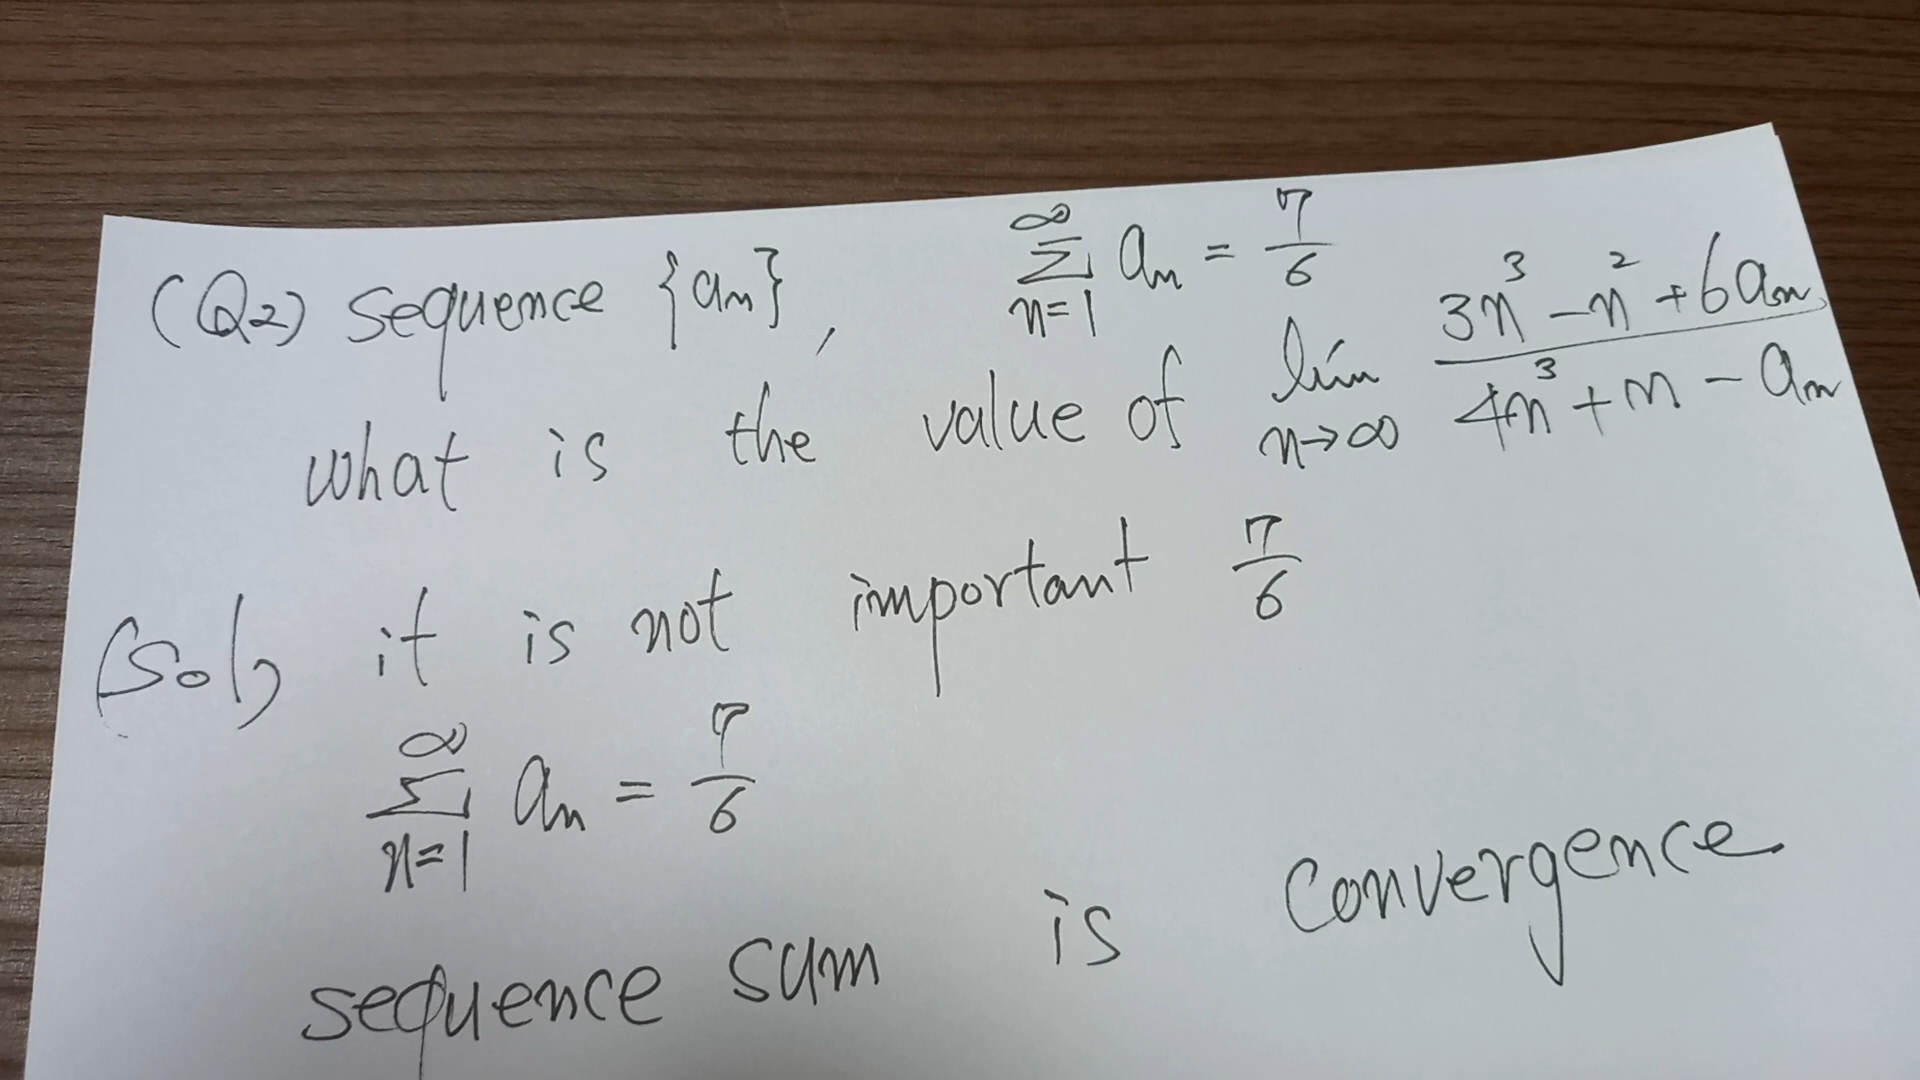 (Q2) sequence {an}, ∞∑n=1 an = 7/6
what is the value of lim n→∞ (3n³ - n² + 6an)/(4n³ + n - an)
(Sol) it is not important 7/6
∞∑n=1 an = 7/6
sequence sum is convergence